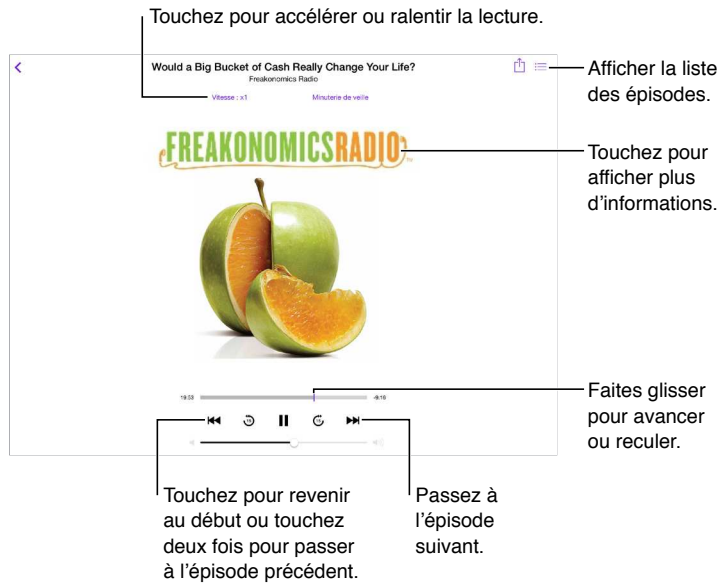 Touchez pour accélérer ou ralentir la lecture.
Would a Big Bucket of Cash Really Change Your Life?
Freakonomics Radio
Vitesse : x1
Minuterie de veille
Afficher la liste
des épisodes.
FREAKONOMICSRADIO
Touchez pour
afficher plus
d’informations.
19:53
-9:16
15
15
Faites glisser
pour avancer
ou reculer.
Touchez pour revenir
au début ou touchez
deux fois pour passer
à l’épisode précédent.
Passez à
l’épisode
suivant.